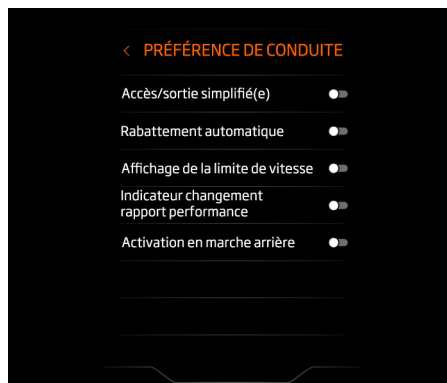 < PRÉFÉRENCE DE CONDUITE
Accès/sortie simplifié(e)
Rabattement automatique
Affichage de la limite de vitesse
Indicateur changement
rapport performance
Activation en marche arrière